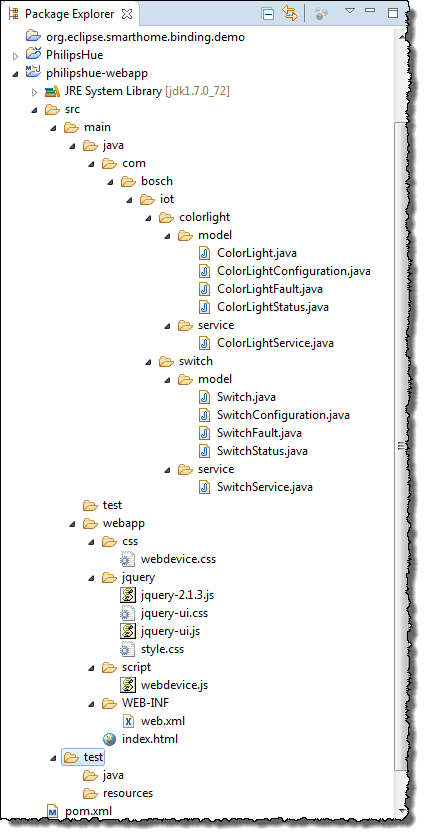 Package Explorer
org.eclipse.smarthome.binding.demo
PhilipsHue
philipshue-webapp
JRE System Library [jdk1.7.0_72]
src
main
java
com
bosch
iot
colorlight
model
ColorLight.java
ColorLightConfiguration.java
ColorLightFault.java
ColorLightStatus.java
service
ColorLightService.java
switch
model
Switch.java
SwitchConfiguration.java
SwitchFault.java
SwitchStatus.java
service
SwitchService.java
test
webapp
css
webdevice.css
jquery
jquery-2.1.3.js
jquery-ui.css
jquery-ui.js
style.css
script
webdevice.js
WEB-INF
web.xml
index.html
test
java
resources
pom.xml